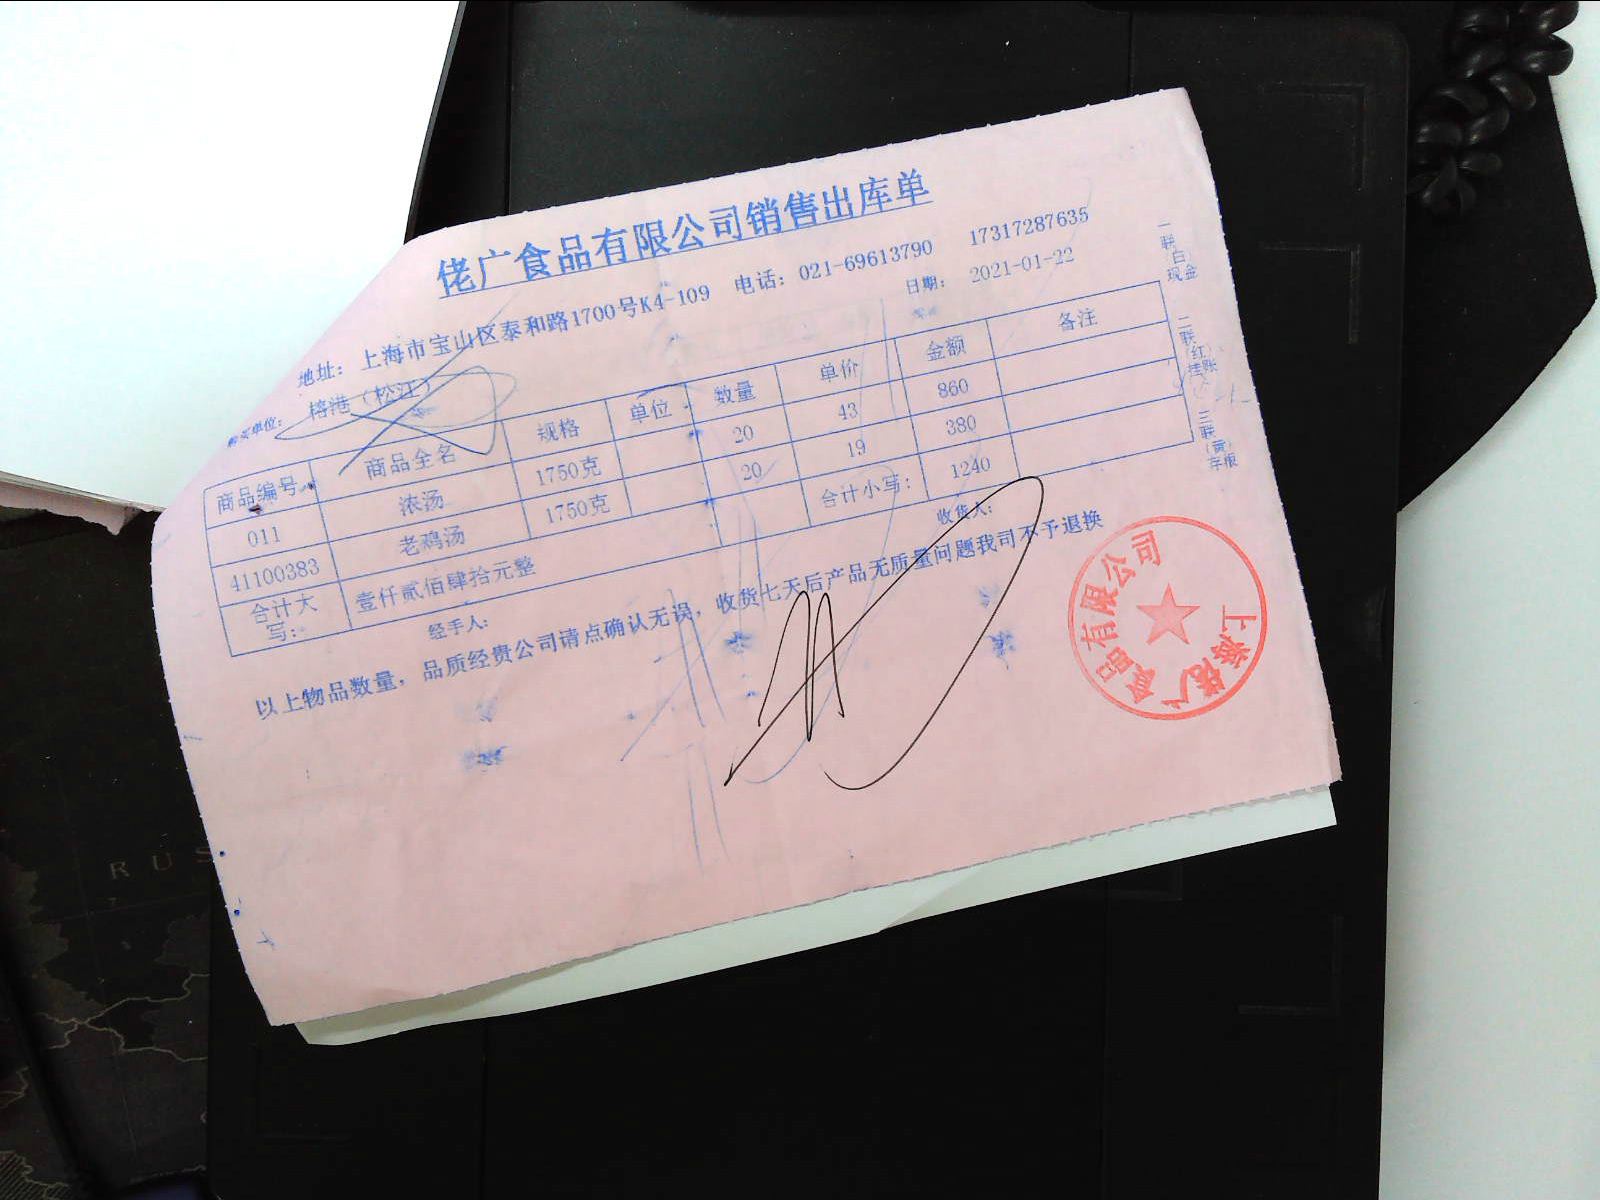 佬广食品有限公司销售出库单
地址: 上海市宝山区泰和路1700号K4-109 电话: 021-69613790 17317287635
购买单位: 榕港(松江) 日期: 2021-01-22
商品编号 商品全名 规格 单位 数量 单价 金额 备注
011 浓汤 1750克 20 43 860
41100383 老鸡汤 1750克 20 19 380
合计大写: 壹仟贰佰肆拾元整 合计小写: 1240
经手人: 收货人:
以上物品数量, 品质经贵公司请点确认无误, 收货七天后产品无质量问题我司不予退换
一联(白)现金 二联(红)挂账 三联(黄)存根
上海佬广食品有限公司
RUS